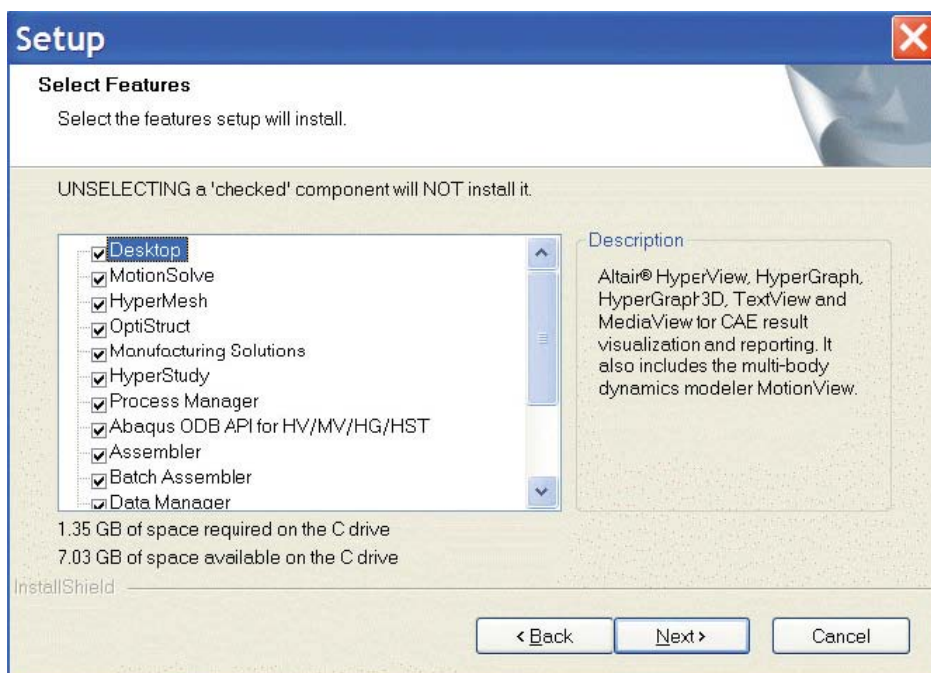 Setup
Select Features
Select the features setup will install.
UNSELECTING a 'checked' component will NOT install it.
Desktop
MotionSolve
HyperMesh
OptiStruct
Manufacturing Solutions
HyperStudy
Process Manager
Abaqus ODB API for HV/MV/HG/HST
Assembler
Batch Assembler
Data Manager
Description
Altair® HyperView, HyperGraph,
HyperGraph3D, TextView and
MediaView for CAE result
visualization and reporting. It
also includes the multi-body
dynamics modeler MotionView.
1.35 GB of space required on the C drive
7.03 GB of space available on the C drive
InstallShield
< Back
Next >
Cancel